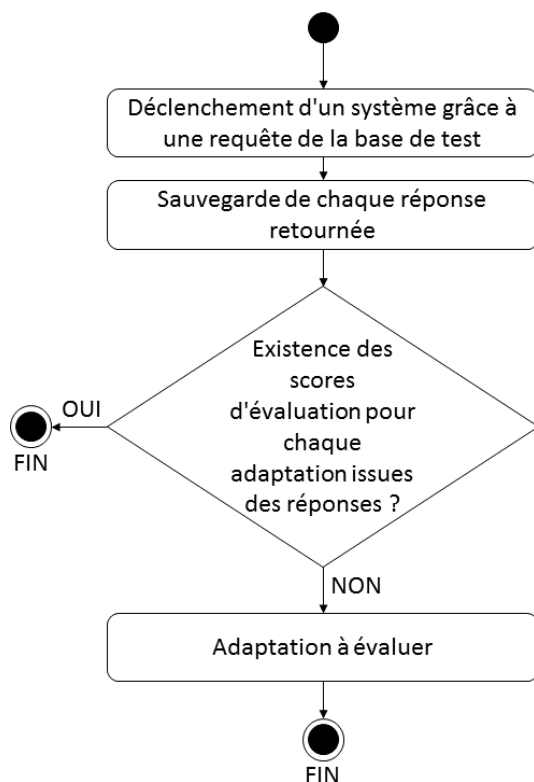 Déclenchement d'un système grâce à
une requête de la base de test
Sauvegarde de chaque réponse
retournée
Existence des
scores
d'évaluation pour
chaque
adaptation issues
des réponses ?
OUI
FIN
NON
Adaptation à évaluer
FIN